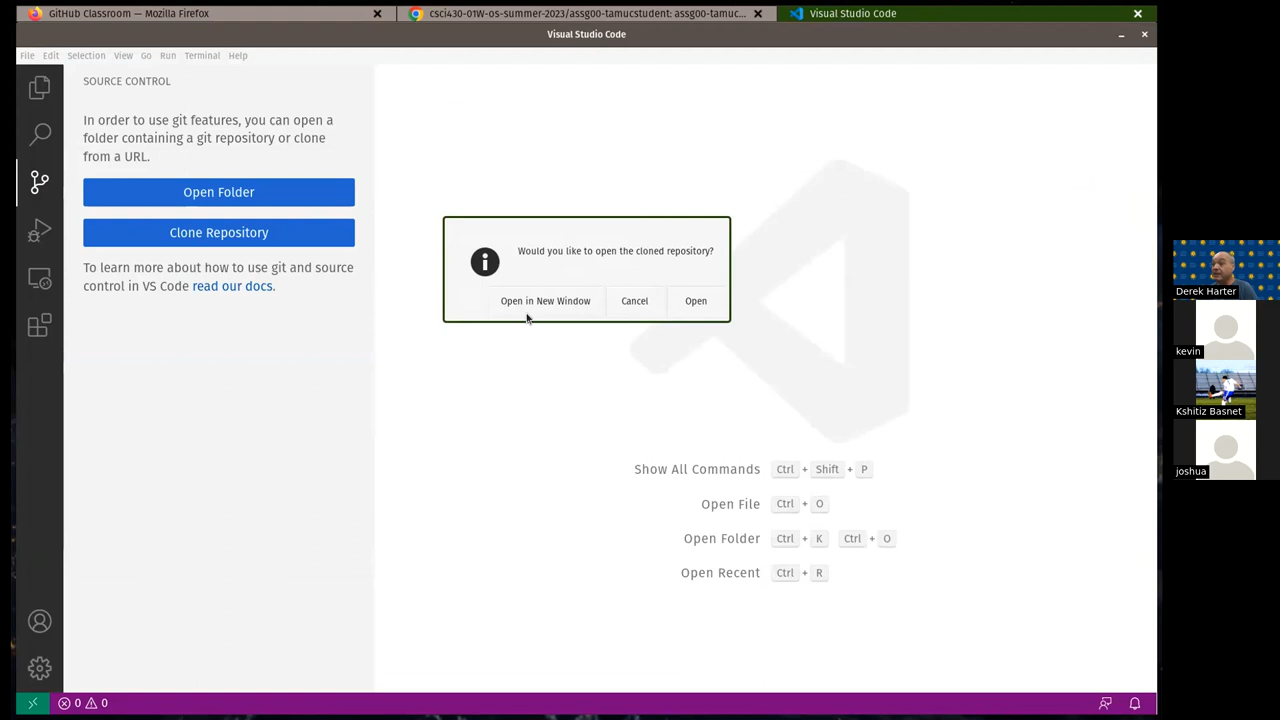 GitHub Classroom — Mozilla Firefox
csci430-01W-os-summer-2023/assg00-tamucstudent: assg00-tamuc...
Visual Studio Code
Visual Studio Code
File Edit Selection View Go Run Terminal Help
SOURCE CONTROL
In order to use git features, you can open a
folder containing a git repository or clone
from a URL.
Open Folder
Clone Repository
To learn more about how to use git and source
control in VS Code read our docs.
Would you like to open the cloned repository?
Open in New Window Cancel Open
Show All Commands Ctrl + Shift + P
Open File Ctrl + O
Open Folder Ctrl + K Ctrl + O
Open Recent Ctrl + R
0 0
Derek Harter
kevin
Kshitiz Basnet
joshua